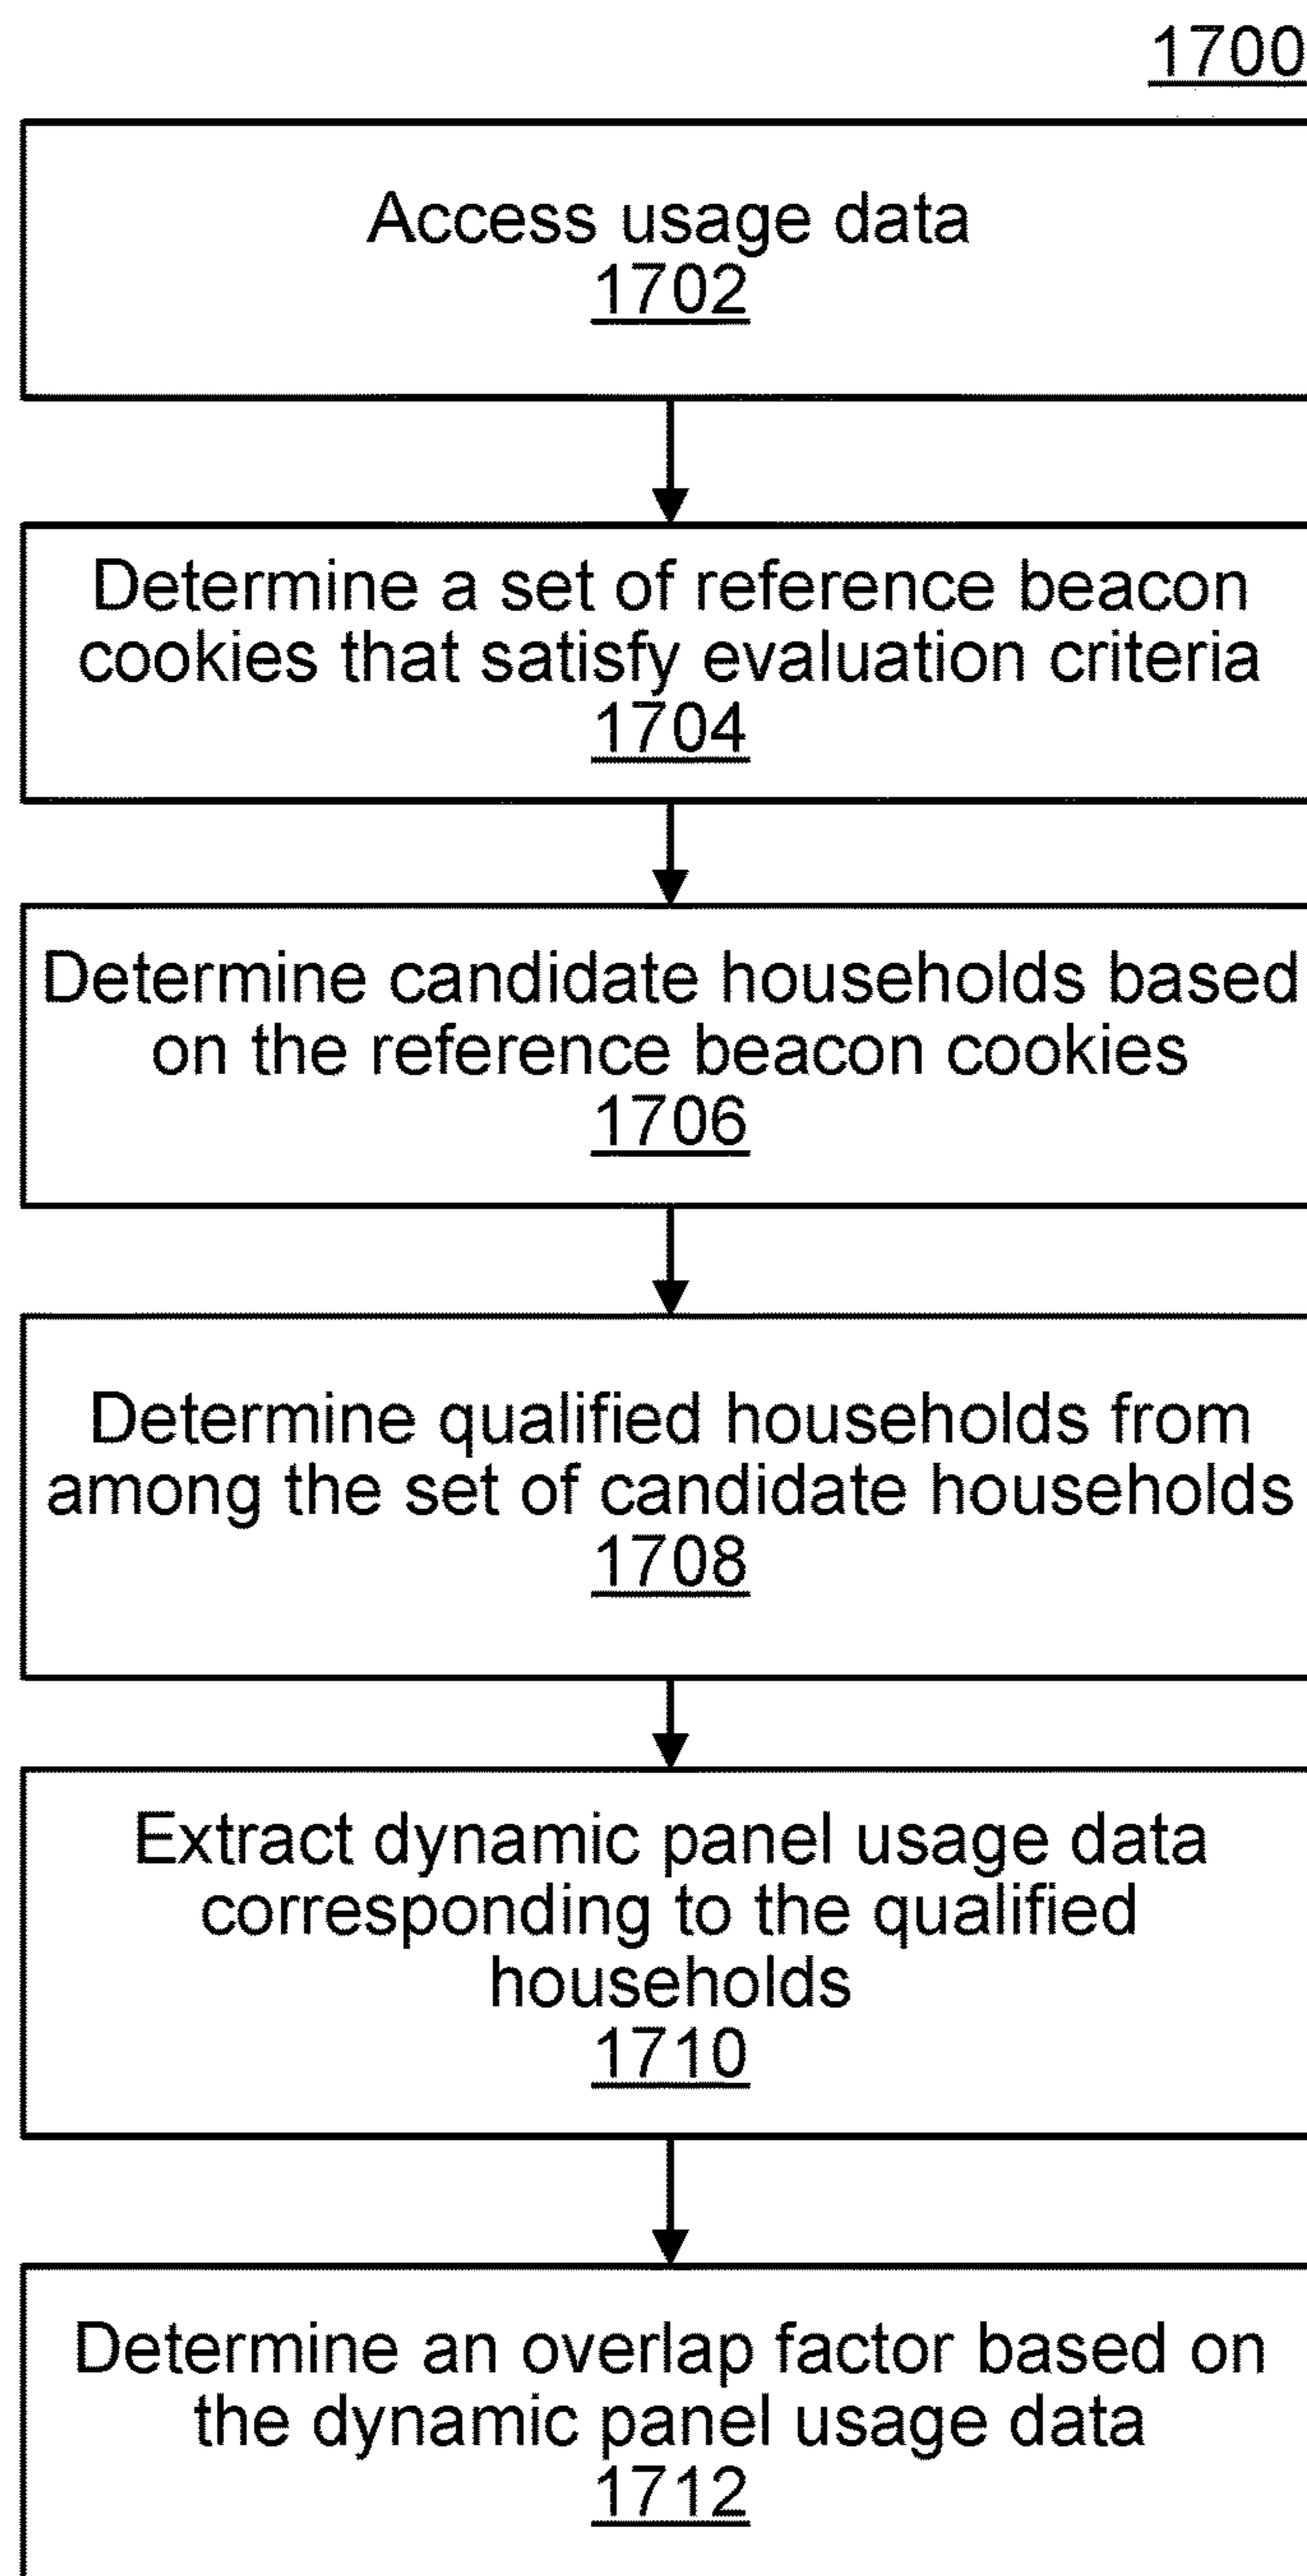 1700
Access usage data
1702
Determine a set of reference beacon
cookies that satisfy evaluation criteria
1704
Determine candidate households based
on the reference beacon cookies
1706
Determine qualified households from
among the set of candidate households
1708
Extract dynamic panel usage data
corresponding to the qualified
households
1710
Determine an overlap factor based on
the dynamic panel usage data
1712